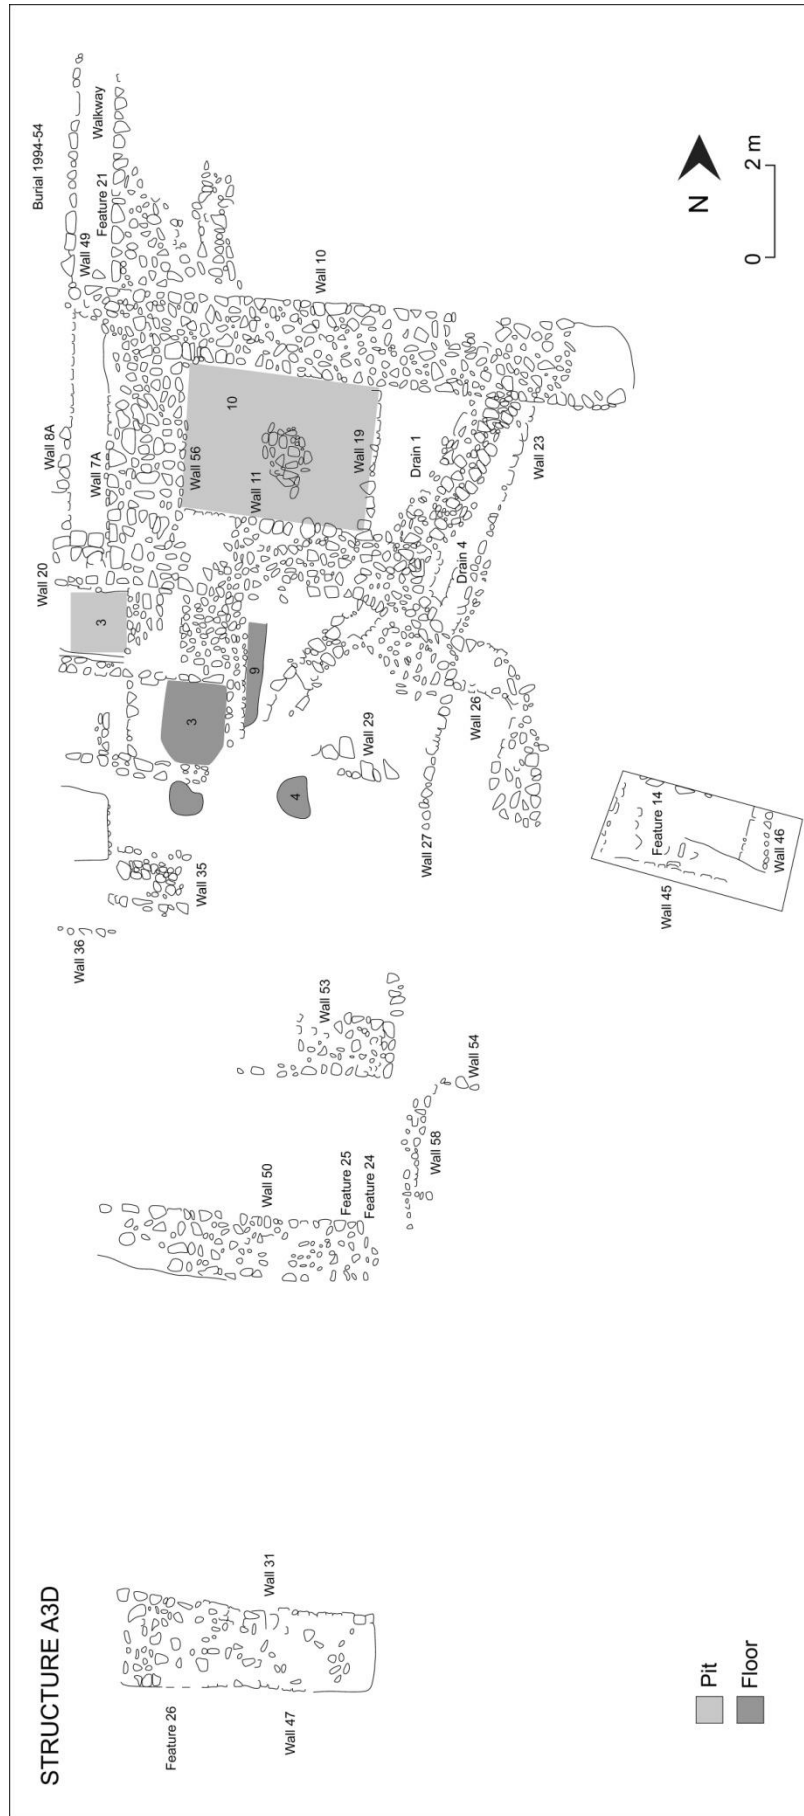 STRUCTURE A3D
Burial 1994-54
Wall 20
Wall 8A
Wall 36
Wall 49
Wall 7A
Walkway
Feature 21
3
Feature 26
Wall 35
3
Wall 56
10
9
Wall 11
Wall 31
Wall 50
Wall 47
4
Wall 53
Wall 10
Feature 25
Wall 19
Feature 24
Wall 29
Drain 1
Wall 27
Wall 58
Drain 4
Wall 54
Wall 26
Wall 23
Feature 14
Wall 45
Wall 46
N
0 2 m
Pit
Floor